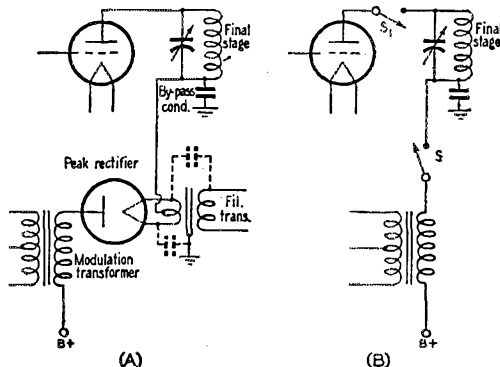 Final
stage
By-pass
cond.
Peak rectifier
Fil.
trans.
Modulation
transformer
B+
(A)
S₁
Final
stage
S
B+
(B)